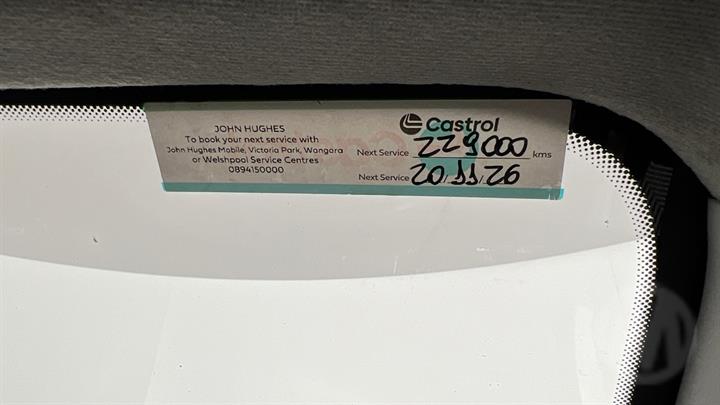 JOHN HUGHES
To book your next service with
John Hughes Mobile, Victoria Park, Wangara
or Welshpool Service Centres
0894150000
Castrol
Next Service 229000 kms
Next Service 20/11/26